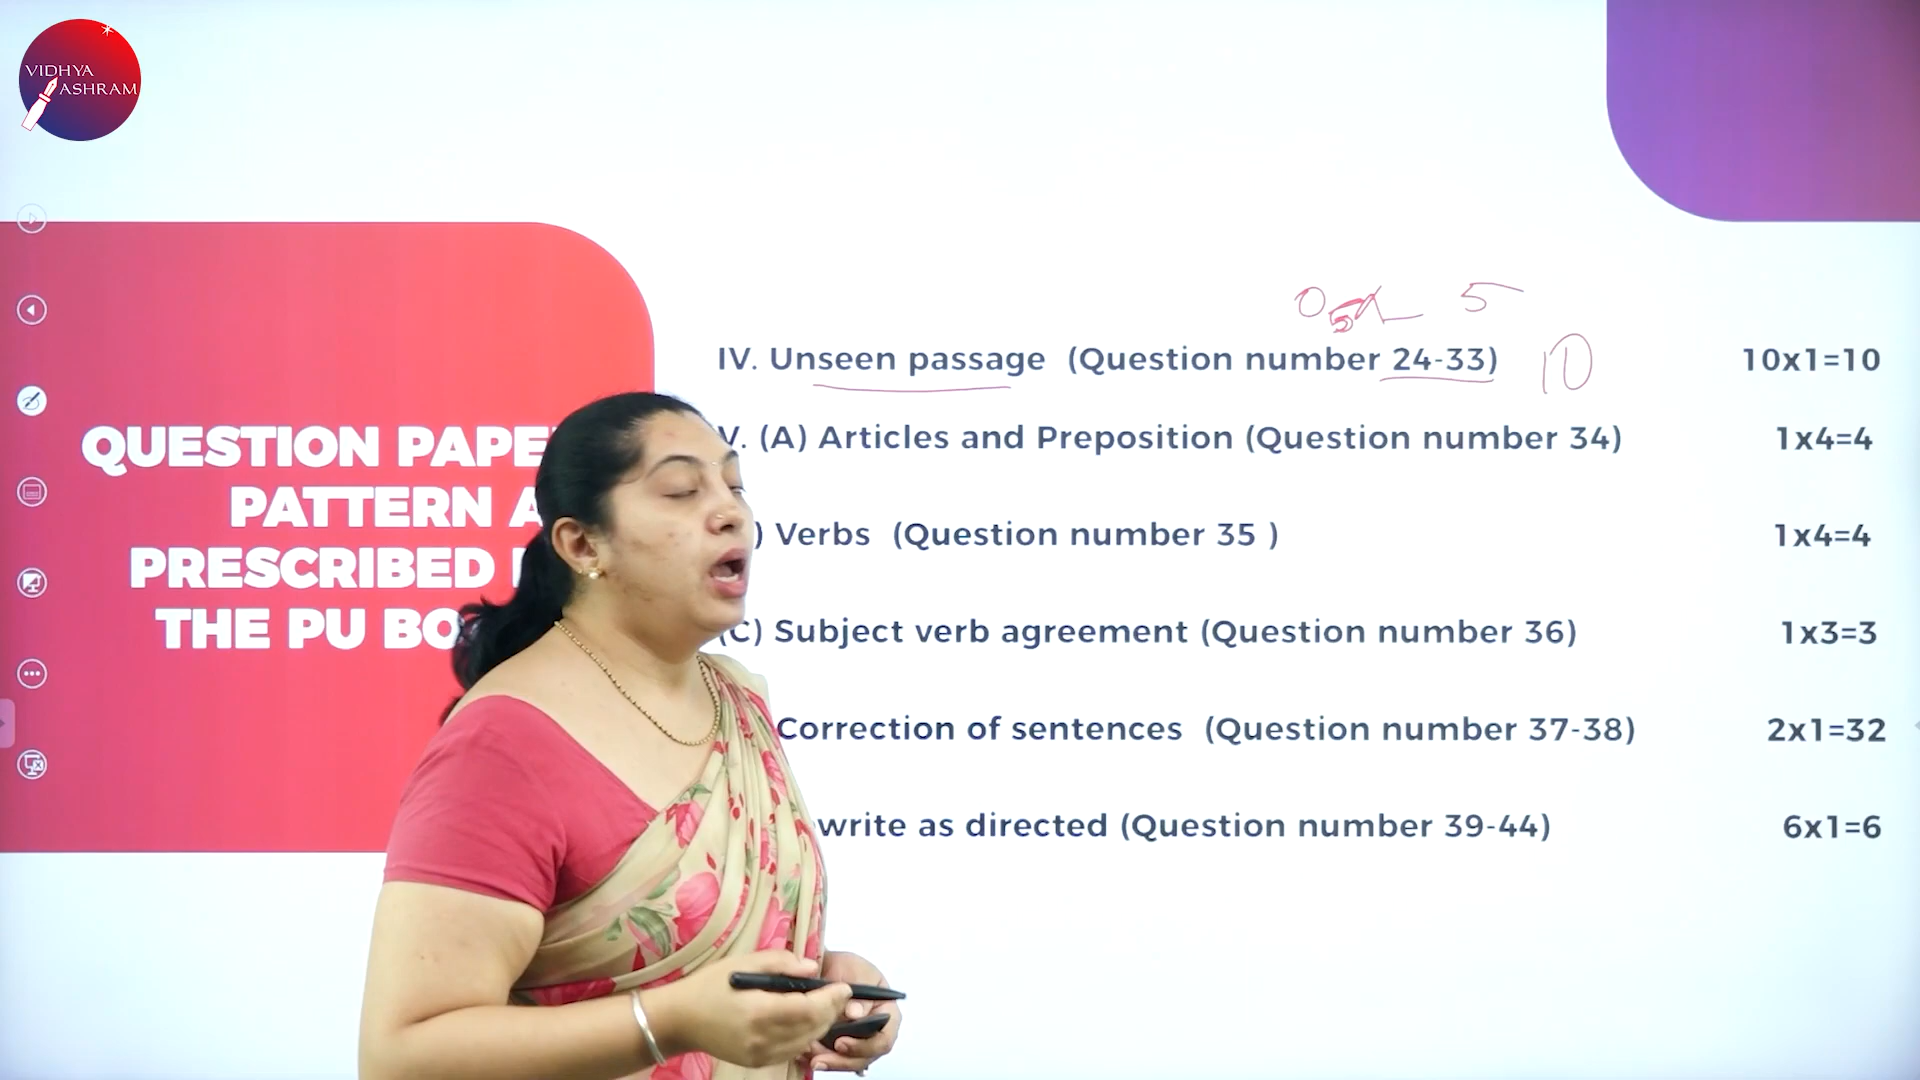 VIDHYA
ASHRAM
QUESTION PAPE
PATTERN A
PRESCRIBED
THE PU BO
5
IV. Unseen passage (Question number 24-33) 10 10x1=10
V. (A) Articles and Preposition (Question number 34) 1x4=4
) Verbs (Question number 35 ) 1x4=4
(C) Subject verb agreement (Question number 36) 1x3=3
Correction of sentences (Question number 37-38) 2x1=32
write as directed (Question number 39-44) 6x1=6